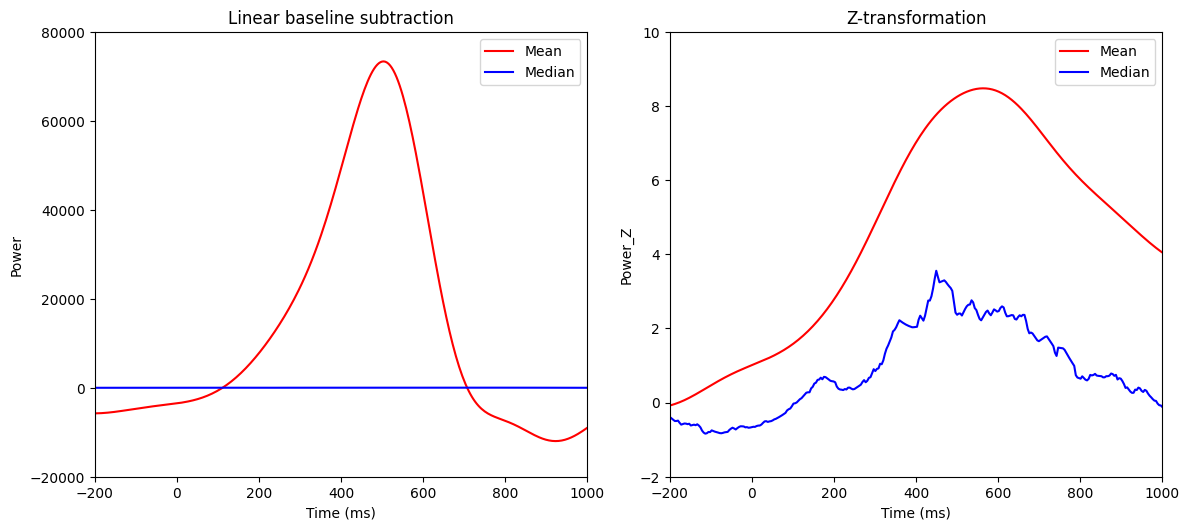 Linear baseline subtraction
80000
60000
40000
20000
0
−20000
Power
−200
0
200
400
600
800
1000
Time (ms)
Mean
Median
Z-transformation
10
8
6
4
2
0
−2
Power_Z
−200
0
200
400
600
800
1000
Time (ms)
Mean
Median